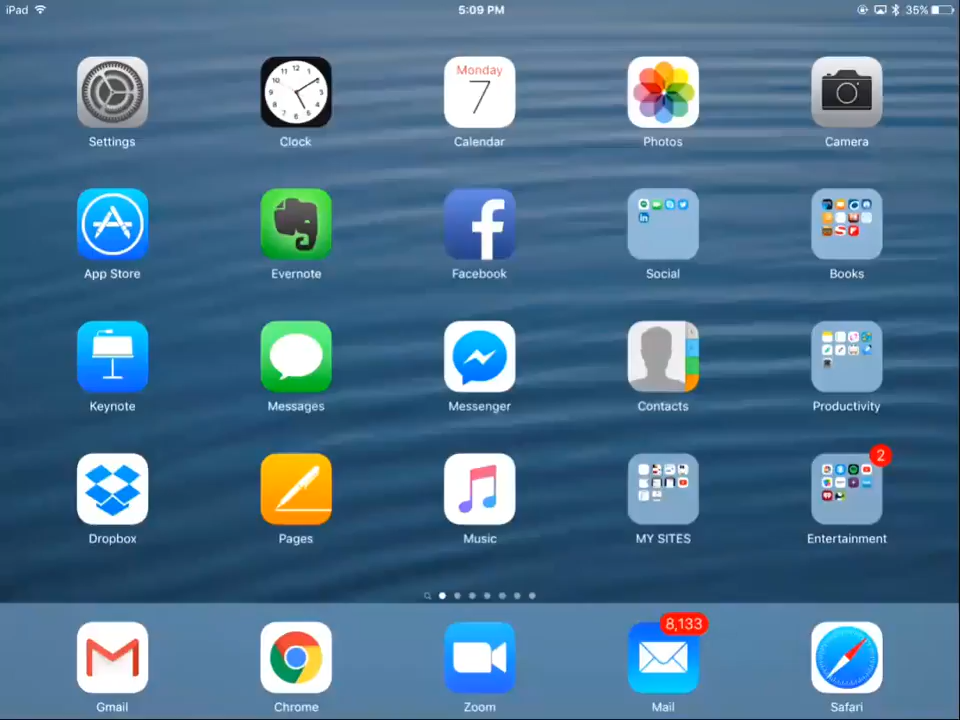 iPad 5:09 PM 35%
Monday
7
Settings Clock Calendar Photos Camera
App Store Evernote Facebook Social Books
Keynote Messages Messenger Contacts Productivity
2
Dropbox Pages Music MY SITES Entertainment
8,133
Gmail Chrome Zoom Mail Safari